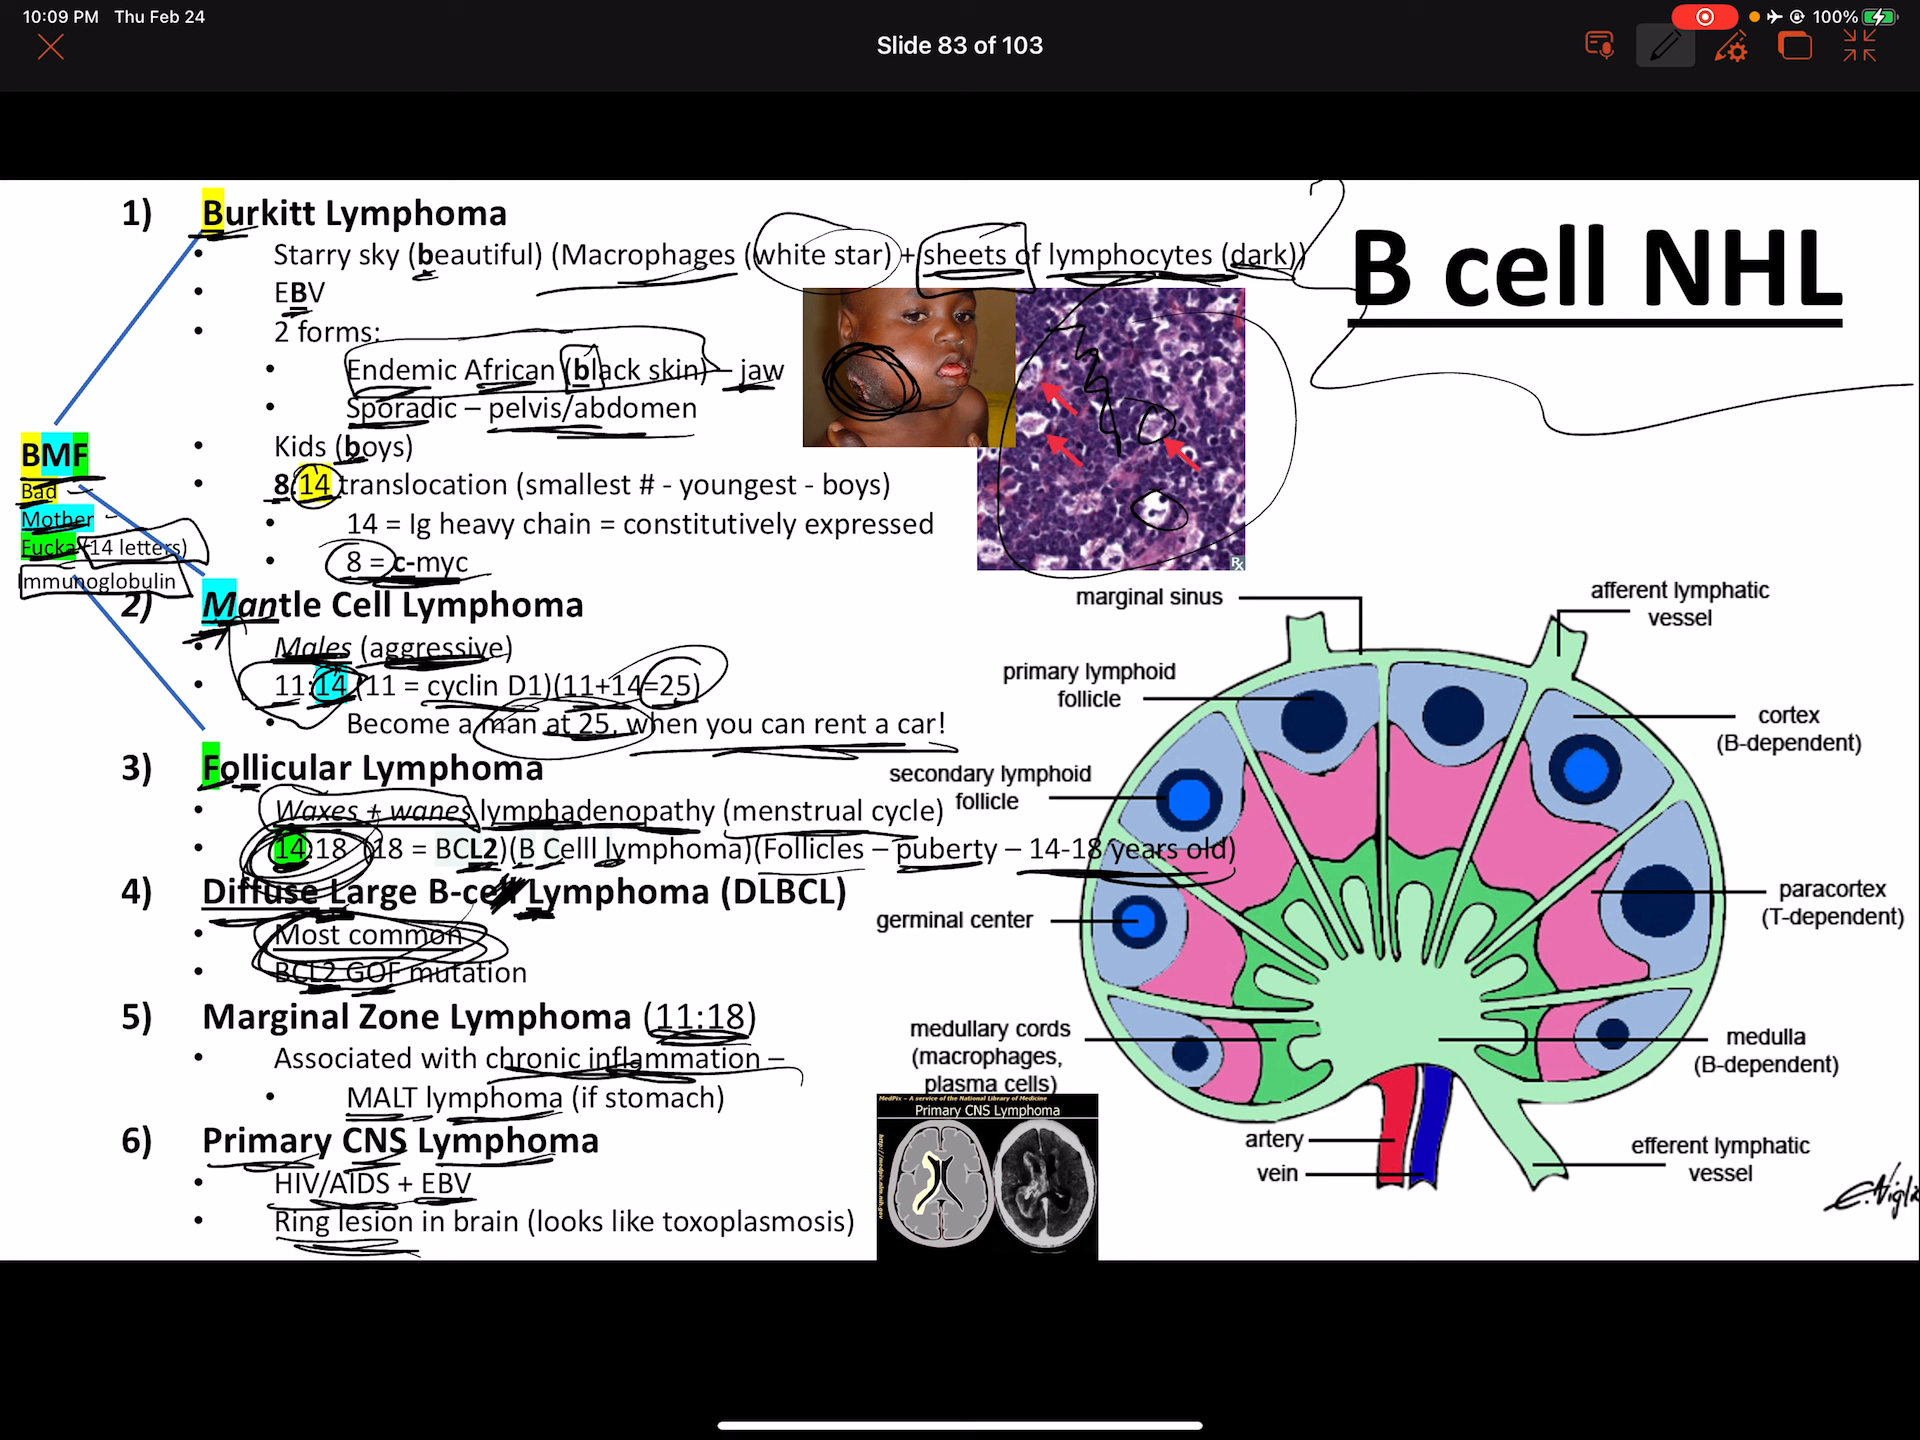 10:09 PM Thu Feb 24
100%
Slide 83 of 103
B cell NHL
1) Burkitt Lymphoma
• Starry sky (beautiful) (Macrophages (white star) + sheets of lymphocytes (dark))
• EBV
• 2 forms:
• Endemic African (black skin) – jaw
• Sporadic – pelvis/abdomen
• Kids (boys)
• 8:14 translocation (smallest # - youngest - boys)
• 14 = Ig heavy chain = constitutively expressed
• 8 = c-myc
BMF
Bad
Mother
Fucka (14 letters)
Immunoglobulin
2) Mantle Cell Lymphoma
• Males (aggressive)
• 11:14 (11 = cyclin D1)(11+14=25)
• Become a man at 25, when you can rent a car!
3) Follicular Lymphoma
• Waxes + wanes lymphadenopathy (menstrual cycle)
• 14:18 (18 = BCL2)(B Celll lymphoma)(Follicles – puberty – 14-18 years old)
4) Diffuse Large B-cell Lymphoma (DLBCL)
• Most common
• BCL2 GOF mutation
5) Marginal Zone Lymphoma (11:18)
• Associated with chronic inflammation –
• MALT lymphoma (if stomach)
6) Primary CNS Lymphoma
• HIV/AIDS + EBV
• Ring lesion in brain (looks like toxoplasmosis)
Rx
marginal sinus
afferent lymphatic
vessel
primary lymphoid
follicle
cortex
(B-dependent)
secondary lymphoid
follicle
paracortex
(T-dependent)
germinal center
medullary cords
(macrophages,
plasma cells)
medulla
(B-dependent)
artery
vein
efferent lymphatic
vessel
MedPix – A service of the National Library of Medicine
Primary CNS Lymphoma